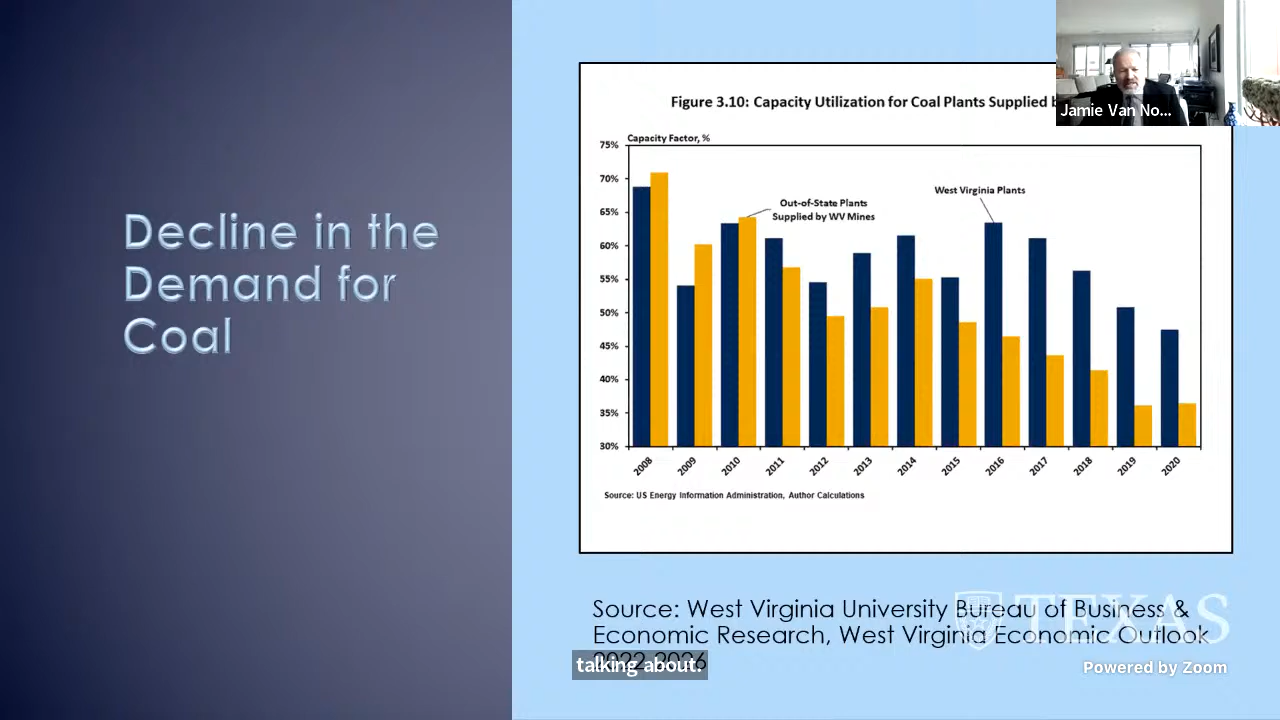 Decline in the
Demand for
Coal
Figure 3.10: Capacity Utilization for Coal Plants Supplied
Jamie Van No...
Capacity Factor, %
75%
70%
65%
60%
55%
50%
45%
40%
35%
30%
Out-of-State Plants
Supplied by WV Mines
West Virginia Plants
2008 2009 2010 2011 2012 2013 2014 2015 2016 2017 2018 2019 2020
Source: US Energy Information Administration, Author Calculations
Source: West Virginia University Bureau of Business &
Economic Research, West Virginia Economic Outlook
2022-2026
talking about.
TEXAS
Powered by Zoom